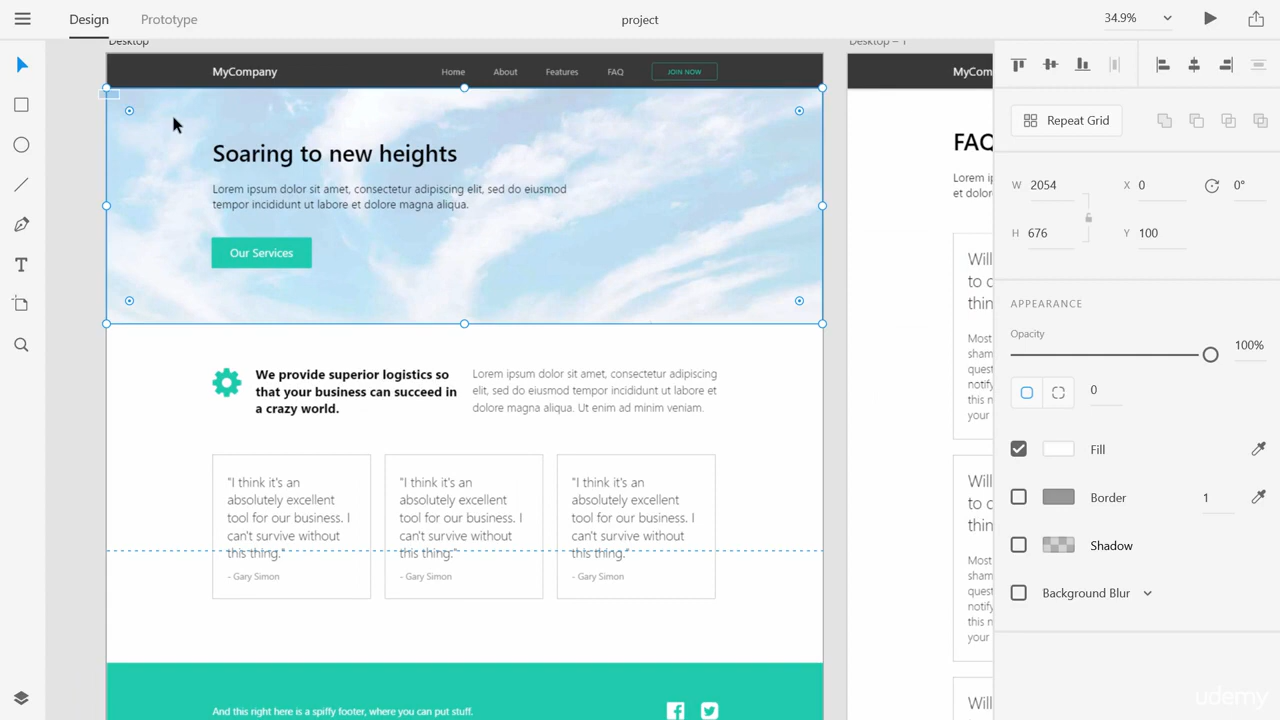 Design
Prototype
project
34.9%
Desktop
Desktop – 1
MyCompany
Home
About
Features
FAQ
JOIN NOW
Soaring to new heights
Lorem ipsum dolor sit amet, consectetur adipiscing elit, sed do eiusmod
tempor incididunt ut labore et dolore magna aliqua.
Our Services
We provide superior logistics so
that your business can succeed in
a crazy world.
Lorem ipsum dolor sit amet, consectetur adipiscing
elit, sed do eiusmod tempor incididunt ut labore et
dolore magna aliqua. Ut enim ad minim veniam.
"I think it's an
absolutely excellent
tool for our business. I
can't survive without
this thing."
- Gary Simon
"I think it's an
absolutely excellent
tool for our business. I
can't survive without
this thing."
- Gary Simon
"I think it's an
absolutely excellent
tool for our business. I
can't survive without
this thing."
- Gary Simon
And this right here is a spiffy footer, where you can put stuff.
MyCom
FAQ
Lorem i
et dolor
Will
to c
thin
Most
sham
quest
notify
this n
your
Will
to c
thin
Most
sham
quest
notify
this n
your
Will
Repeat Grid
W 2054
X 0
0°
H 676
Y 100
APPEARANCE
Opacity
100%
0
Fill
Border
1
Shadow
Background Blur
udemy